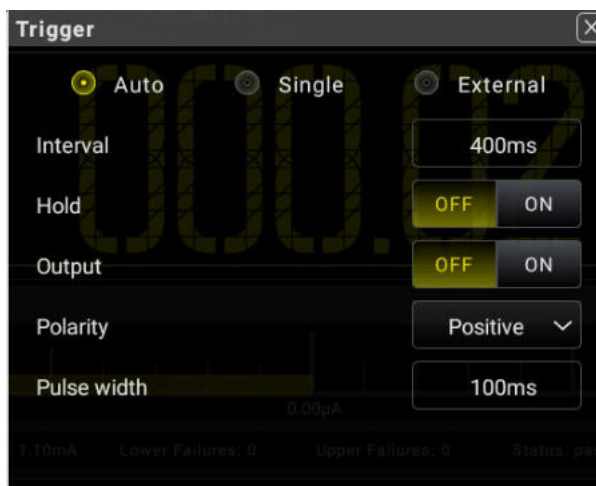 Trigger
Auto Single External
Interval 400ms
Hold OFF ON
Output OFF ON
Polarity Positive
Pulse width 100ms
0.00μA
1.10mA Lower Failures: 0 Upper Failures: 0 Status: pa